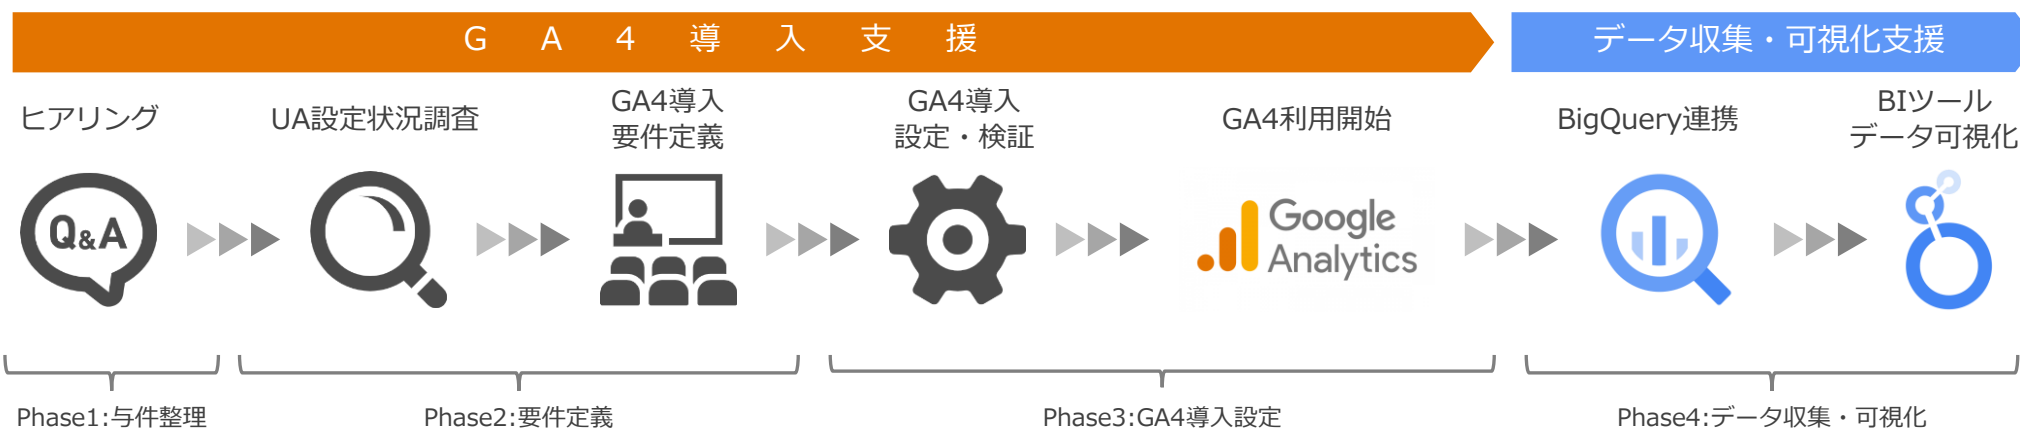 GA4導入支援
データ収集・可視化支援
ヒアリング
UA設定状況調査
GA4導入
要件定義
GA4導入
設定・検証
GA4利用開始
BigQuery連携
BIツール
データ可視化
Q&A
Google
Analytics
Phase1:与件整理
Phase2:要件定義
Phase3:GA4導入設定
Phase4:データ収集・可視化